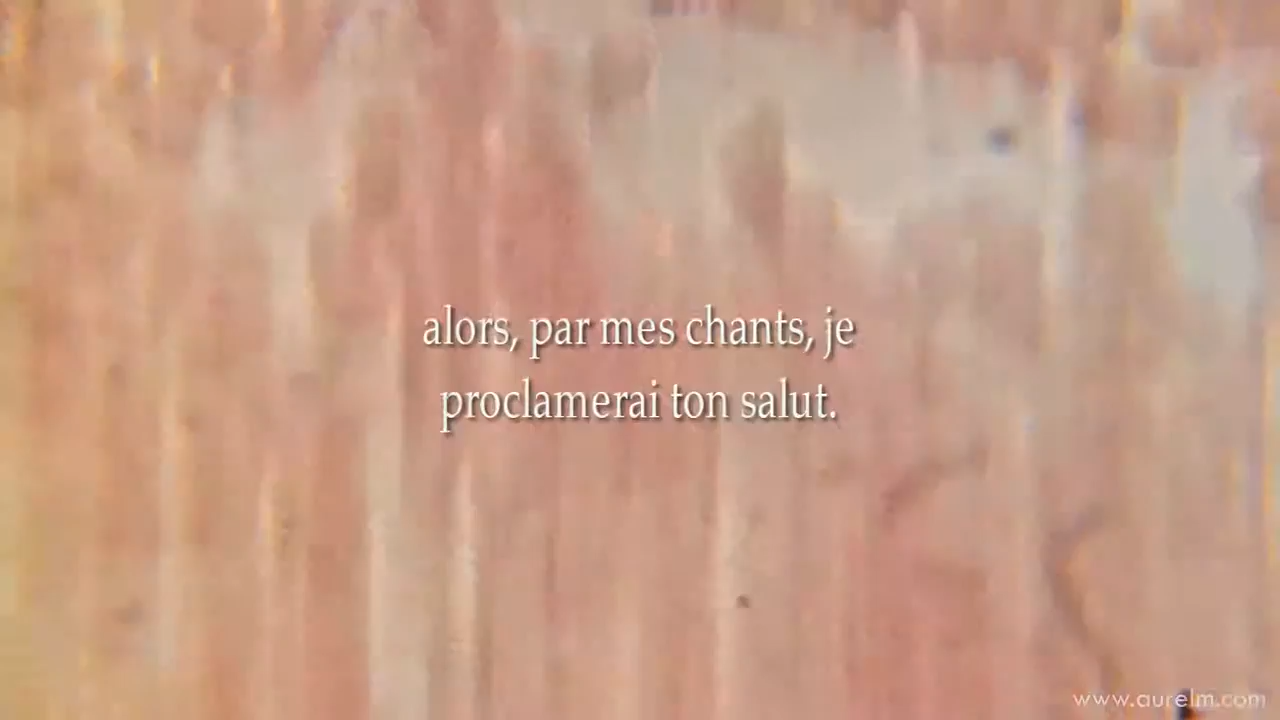 alors, par mes chants, je
proclamerai ton salut.
www.aurelm.com